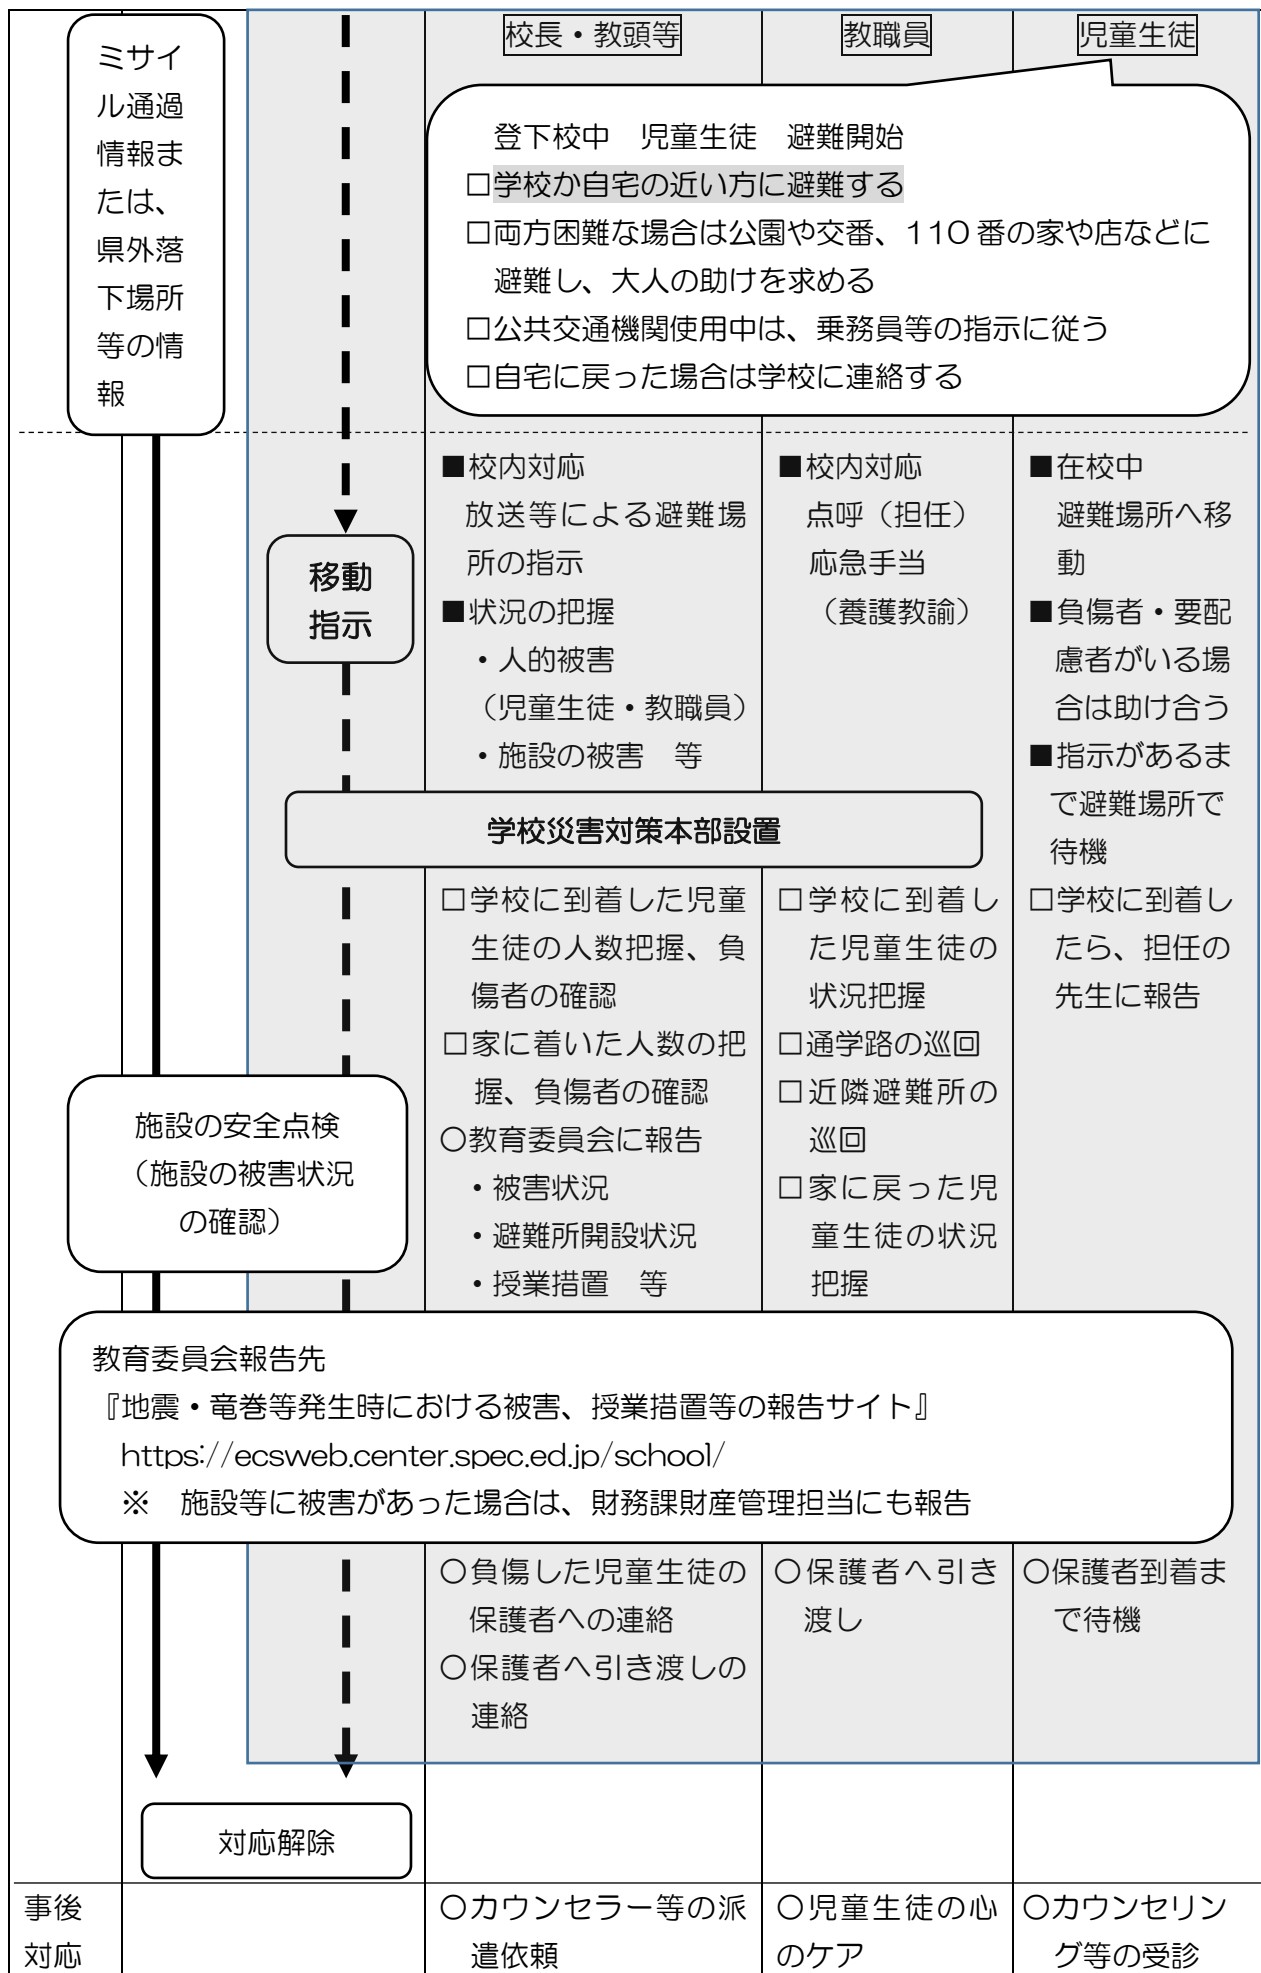 校長・教頭等
教職員
児童生徒
ミサイ
ル通過
情報ま
たは、
県外落
下場所
等の情
報
登下校中　児童生徒　避難開始
□学校か自宅の近い方に避難する
□両方困難な場合は公園や交番、110番の家や店などに
避難し、大人の助けを求める
□公共交通機関使用中は、乗務員等の指示に従う
□自宅に戻った場合は学校に連絡する
移動
指示
■校内対応
放送等による避難場
所の指示
■状況の把握
・人的被害
（児童生徒・教職員）
・施設の被害　等
■校内対応
点呼（担任）
応急手当
（養護教諭）
■在校中
避難場所へ移
動
■負傷者・要配
慮者がいる場
合は助け合う
■指示があるま
で避難場所で
待機
学校災害対策本部設置
□学校に到着した児童
生徒の人数把握、負
傷者の確認
□家に着いた人数の把
握、負傷者の確認
○教育委員会に報告
・被害状況
・避難所開設状況
・授業措置　等
□学校に到着し
た児童生徒の
状況把握
□通学路の巡回
□近隣避難所の
巡回
□家に戻った児
童生徒の状況
把握
□学校に到着し
たら、担任の
先生に報告
施設の安全点検
（施設の被害状況
の確認）
教育委員会報告先
『地震・竜巻等発生時における被害、授業措置等の報告サイト』
https://ecsweb.center.spec.ed.jp/school/
※　施設等に被害があった場合は、財務課財産管理担当にも報告
○負傷した児童生徒の
保護者への連絡
○保護者へ引き渡しの
連絡
○保護者へ引き
渡し
○保護者到着ま
で待機
対応解除
事後
対応
○カウンセラー等の派
遣依頼
○児童生徒の心
のケア
○カウンセリン
グ等の受診